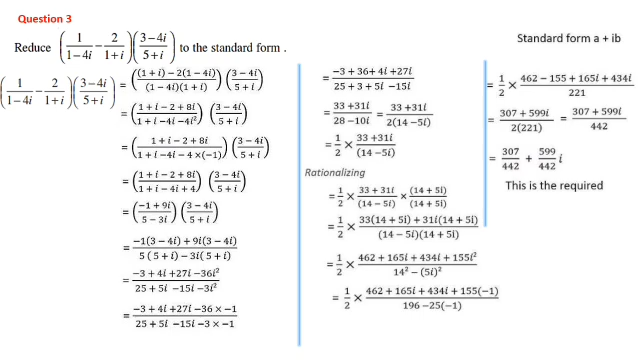 Question 3
Reduce (1/(1−4i) − 2/(1+i))((3−4i)/(5+i)) to the standard form .
(1/(1−4i) − 2/(1+i))((3−4i)/(5+i)) = (((1+i) − 2(1−4i))/((1−4i)(1+i))) ((3−4i)/(5+i))
= ((1+i−2+8i)/(1+i−4i−4i²)) ((3−4i)/(5+i))
= ((1+i−2+8i)/(1+i−4i−4×(−1))) ((3−4i)/(5+i))
= ((1+i−2+8i)/(1+i−4i+4)) ((3−4i)/(5+i))
= ((−1+9i)/(5−3i)) ((3−4i)/(5+i))
= (−1(3−4i) + 9i(3−4i))/(5(5+i) − 3i(5+i))
= (−3+4i+27i−36i²)/(25+5i−15i−3i²)
= (−3+4i+27i−36×−1)/(25+5i−15i−3×−1)
= (−3+36+4i+27i)/(25+3+5i−15i)
= (33+31i)/(28−10i) = (33+31i)/(2(14−5i))
= 1/2 × (33+31i)/((14−5i))
Rationalizing
= 1/2 × (33+31i)/((14−5i)) × ((14+5i))/((14+5i))
= 1/2 × (33(14+5i) + 31i(14+5i))/((14−5i)(14+5i))
= 1/2 × (462+165i+434i+155i²)/(14²−(5i)²)
= 1/2 × (462+165i+434i+155(−1))/(196−25(−1))
Standard form a + ib
= 1/2 × (462−155+165i+434i)/221
= (307+599i)/(2(221)) = (307+599i)/442
= 307/442 + 599/442 i
This is the required